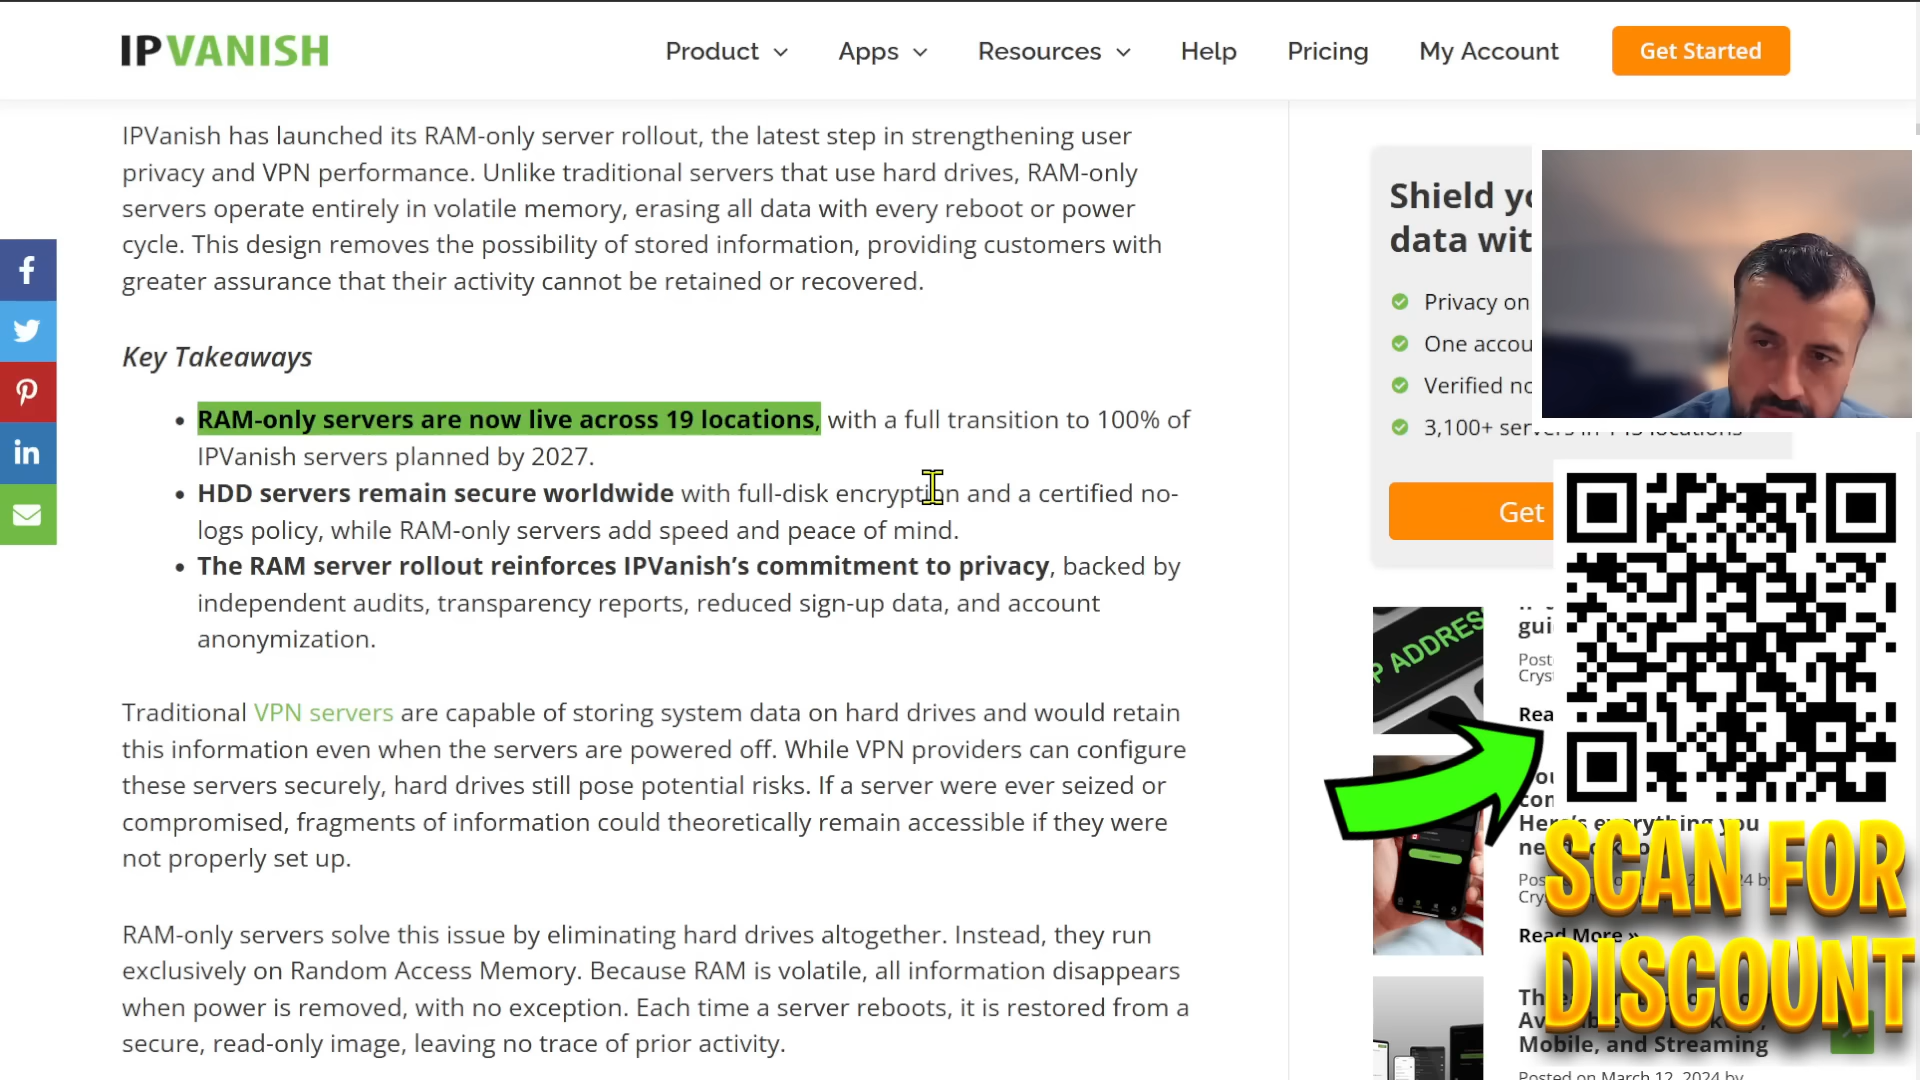 IPVANISH
Product
Apps
Resources
Help
Pricing
My Account
Get Started
IPVanish has launched its RAM-only server rollout, the latest step in strengthening user
privacy and VPN performance. Unlike traditional servers that use hard drives, RAM-only
servers operate entirely in volatile memory, erasing all data with every reboot or power
cycle. This design removes the possibility of stored information, providing customers with
greater assurance that their activity cannot be retained or recovered.
Key Takeaways
• RAM-only servers are now live across 19 locations, with a full transition to 100% of
IPVanish servers planned by 2027.
• HDD servers remain secure worldwide with full-disk encryption and a certified no-
logs policy, while RAM-only servers add speed and peace of mind.
• The RAM server rollout reinforces IPVanish’s commitment to privacy, backed by
independent audits, transparency reports, reduced sign-up data, and account
anonymization.
Traditional VPN servers are capable of storing system data on hard drives and would retain
this information even when the servers are powered off. While VPN providers can configure
these servers securely, hard drives still pose potential risks. If a server were ever seized or
compromised, fragments of information could theoretically remain accessible if they were
not properly set up.
RAM-only servers solve this issue by eliminating hard drives altogether. Instead, they run
exclusively on Random Access Memory. Because RAM is volatile, all information disappears
when power is removed, with no exception. Each time a server reboots, it is restored from a
secure, read-only image, leaving no trace of prior activity.
Shield
data
Privacy on
One
Verified
3,100+
Get
P ADDRES
Here’s everything you
Read More »
SCAN FOR
DISCOUNT
Mobile, and Streaming
Posted on March 12, 2024 by